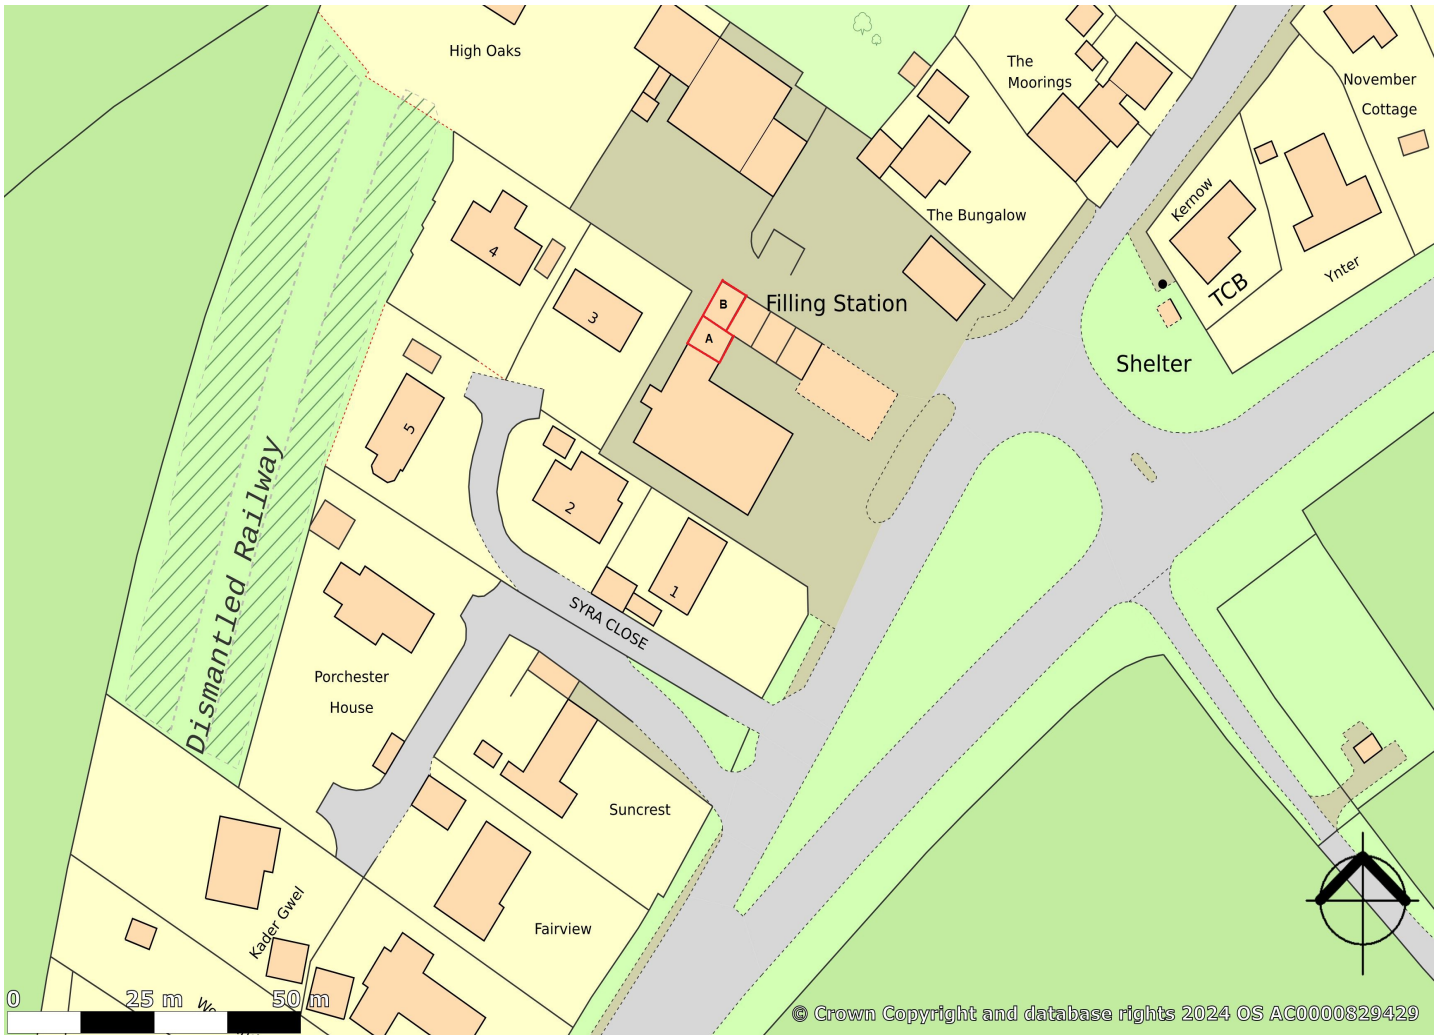 High Oaks
The
Moorings
November
Cottage
Kernow
The Bungalow
4
TCB
Ynter
3
B
Filling Station
A
Shelter
5
Dismantled Railway
2
1
SYRA CLOSE
Porchester
House
Suncrest
Kader Gwel
Fairview
0 25 m 50 m
© Crown Copyright and database rights 2024 OS AC0000829429